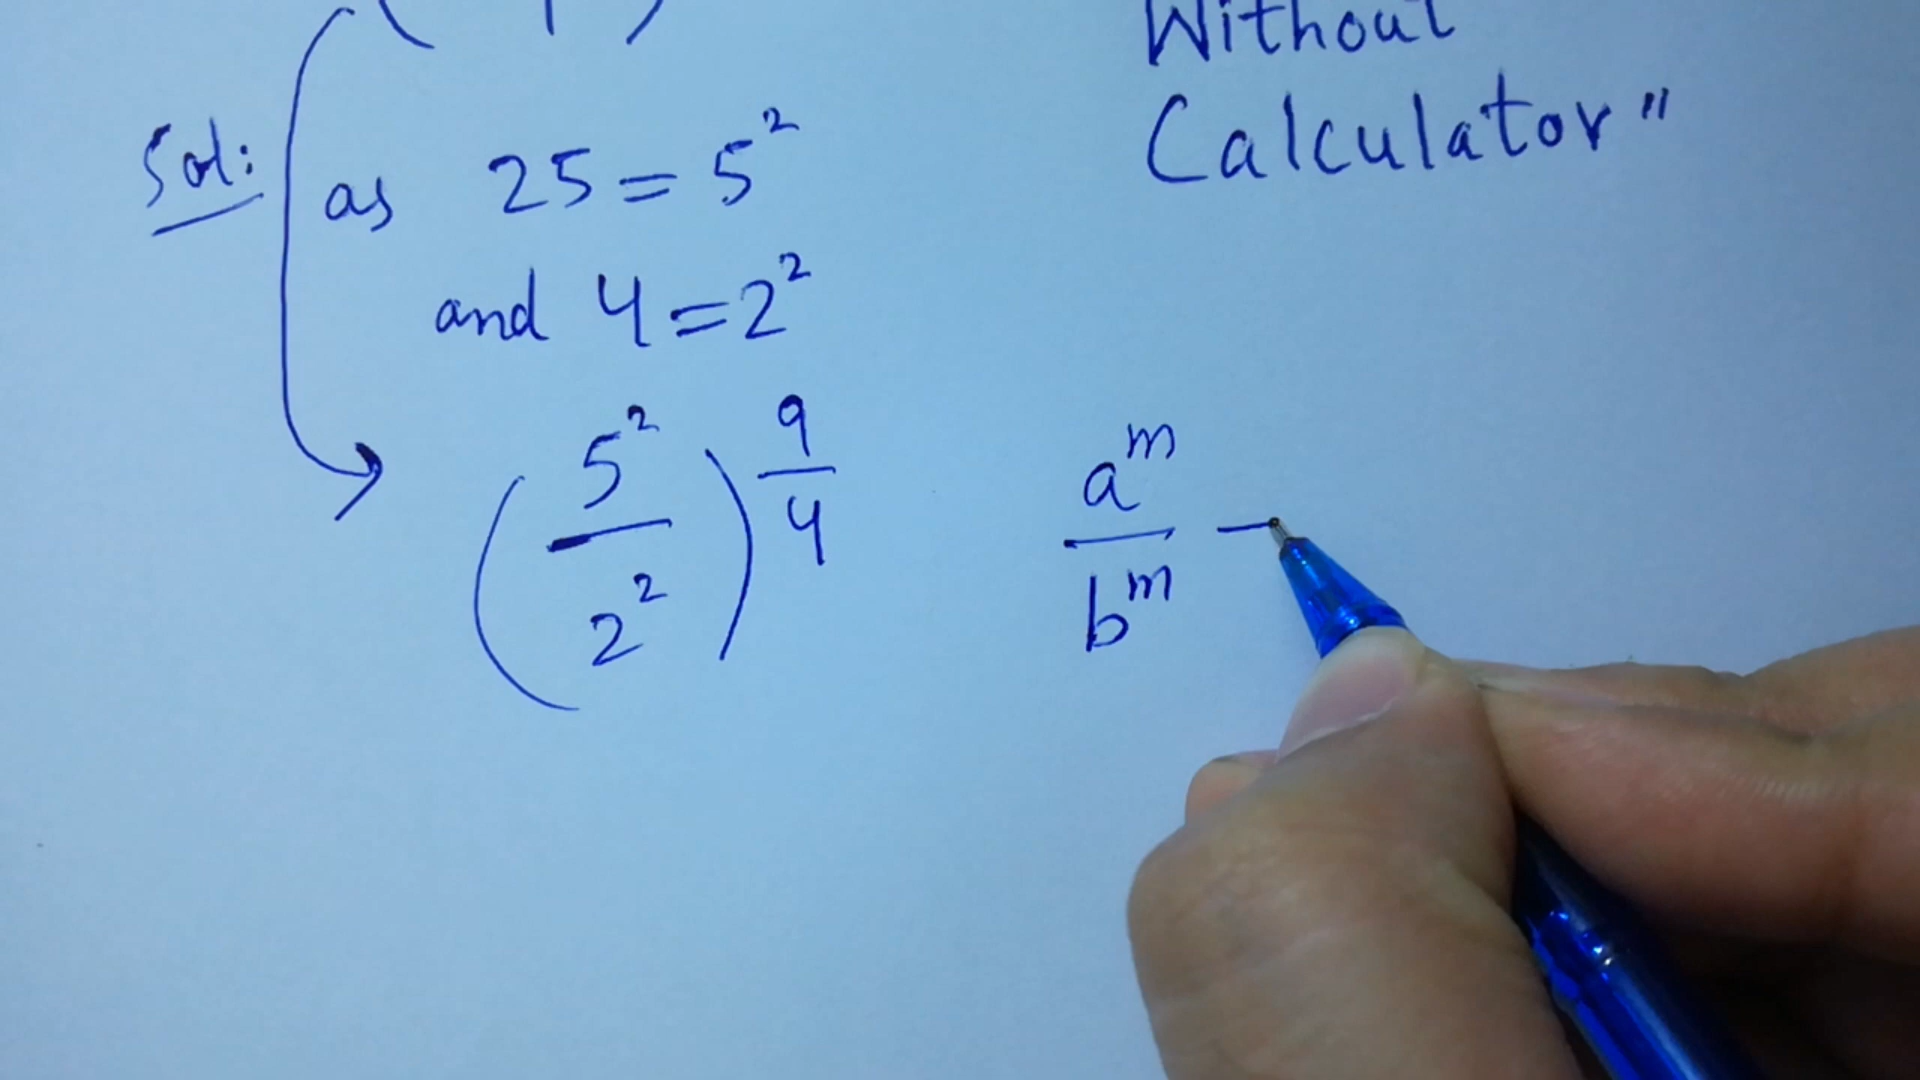 Without
Calculator"
Sol:
as 25 = 5²
and 4 = 2²
(5²/2²)^(9/4)
a^m/b^m —